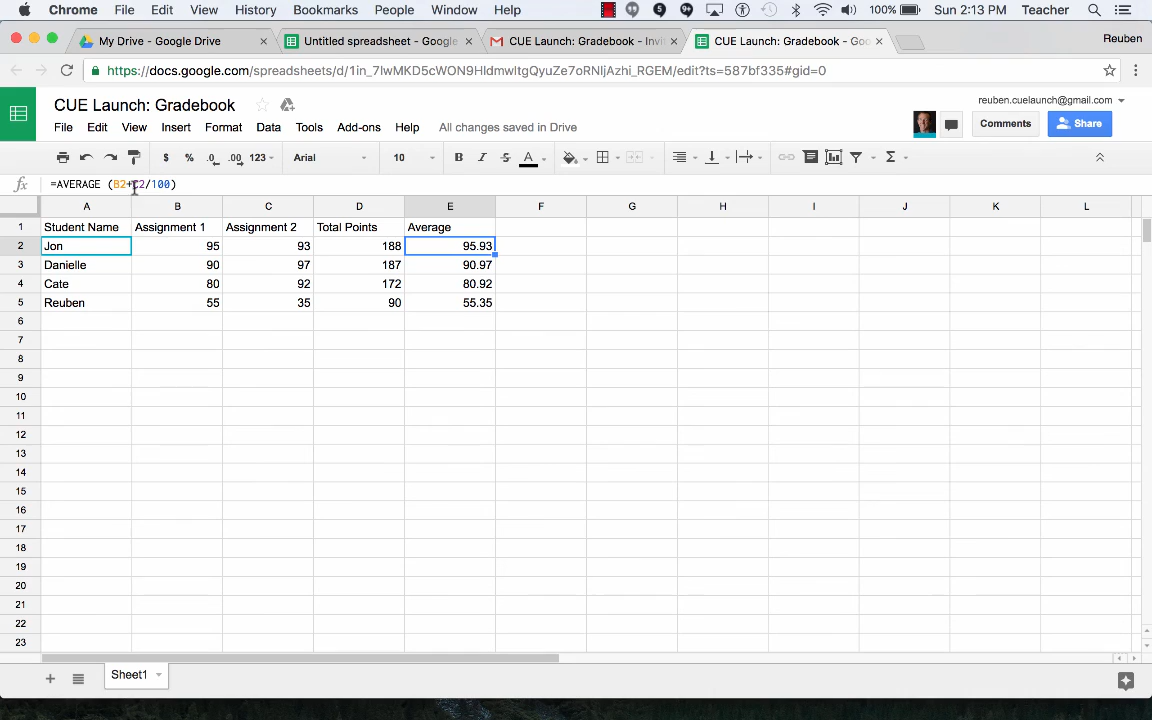 Chrome File Edit View History Bookmarks People Window Help 5 9+ 100% Sun 2:13 PM Teacher
My Drive - Google Drive Untitled spreadsheet - Google CUE Launch: Gradebook - Invi CUE Launch: Gradebook - Goo Reuben
https://docs.google.com/spreadsheets/d/1in_7lwMKD5cWON9HldmwltgQyuZe7oRNljAzhi_RGEM/edit?ts=587bf335#gid=0
CUE Launch: Gradebook reuben.cuelaunch@gmail.com
File Edit View Insert Format Data Tools Add-ons Help All changes saved in Drive Comments Share
$ % .0 .00 123 Arial 10 B I S A Σ
fx =AVERAGE (B2+C2/100)
A B C D E F G H I J K L
1 Student Name Assignment 1 Assignment 2 Total Points Average
2 Jon 95 93 188 95.93
3 Danielle 90 97 187 90.97
4 Cate 80 92 172 80.92
5 Reuben 55 35 90 55.35
6
7
8
9
10
11
12
13
14
15
16
17
18
19
20
21
22
23
+ Sheet1